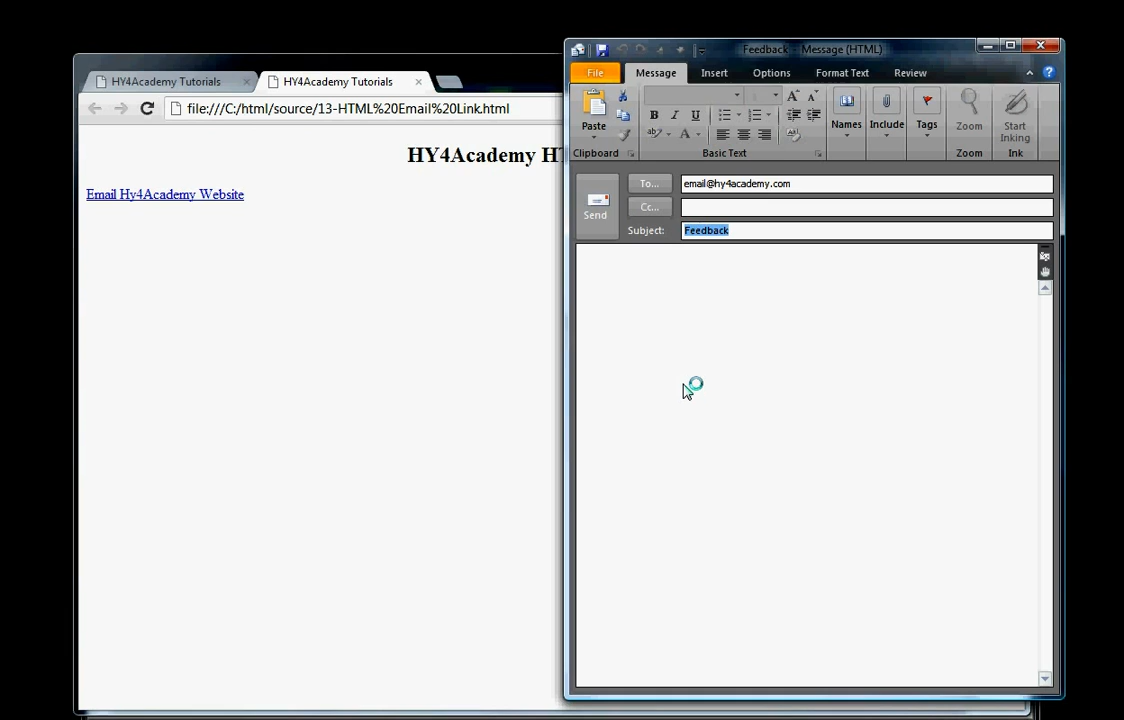 HY4Academy Tutorials
HY4Academy Tutorials
file:///C:/html/source/13-HTML%20Email%20Link.html
HY4Academy HT
Email Hy4Academy Website
Feedback - Message (HTML)
File Message Insert Options Format Text Review
Paste
Names
Include
Tags
Zoom
Start
Inking
Clipboard
Basic Text
Zoom
Ink
To...
email@hy4academy.com
Cc...
Send
Subject:
Feedback